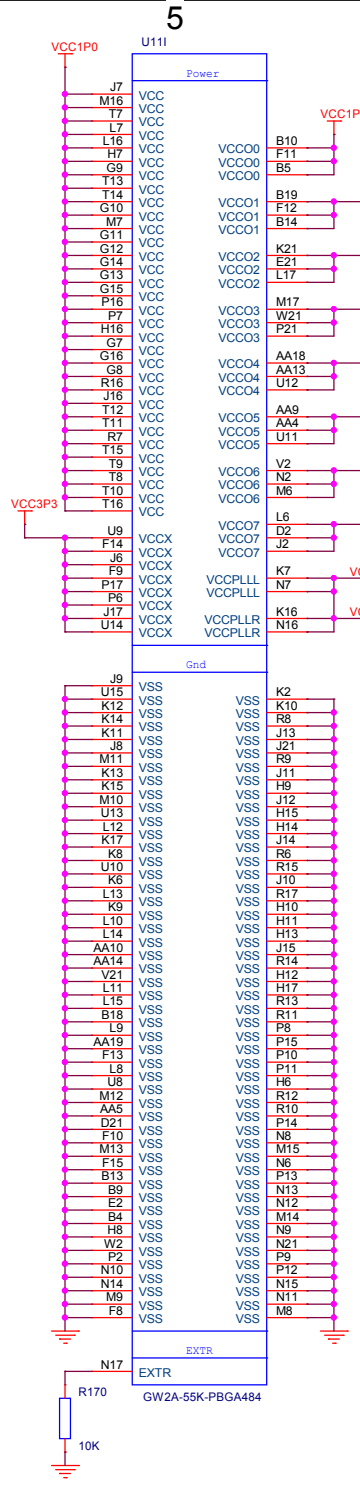 5
U11I
VCC1P0
Power
J7 VCC
M16 VCC
T7 VCC
L7 VCC
L16 VCC
H7 VCC
G9 VCC
T13 VCC
T14 VCC
G10 VCC
M7 VCC
G11 VCC
G12 VCC
G14 VCC
G13 VCC
G15 VCC
P16 VCC
P7 VCC
H16 VCC
G7 VCC
G16 VCC
G8 VCC
R16 VCC
J16 VCC
T12 VCC
T11 VCC
R7 VCC
T15 VCC
T9 VCC
T8 VCC
T10 VCC
T16 VCC
VCC3P3
U9 VCCX
F14 VCCX
J6 VCCX
F9 VCCX
P17 VCCX
P6 VCCX
J17 VCCX
U14 VCCX
VCC1P
VCCO0 B10
VCCO0 F11
VCCO0 B5
VCCO1 B19
VCCO1 F12
VCCO1 B14
VCCO2 K21
VCCO2 E21
VCCO2 L17
VCCO3 M17
VCCO3 W21
VCCO3 P21
VCCO4 AA18
VCCO4 AA13
VCCO4 U12
VCCO5 AA9
VCCO5 AA4
VCCO5 U11
VCCO6 V2
VCCO6 N2
VCCO6 M6
VCCO7 L6
VCCO7 D2
VCCO7 J2
VCCPLLL K7
VCCPLLL N7
VCCPLLR K16
VCCPLLR N16
Gnd
J9 VSS
U15 VSS
K12 VSS
K14 VSS
K11 VSS
J8 VSS
M11 VSS
K13 VSS
K15 VSS
M10 VSS
U13 VSS
L12 VSS
K17 VSS
K8 VSS
U10 VSS
K6 VSS
L13 VSS
K9 VSS
L10 VSS
L14 VSS
AA10 VSS
AA14 VSS
V21 VSS
L11 VSS
L15 VSS
B18 VSS
L9 VSS
AA19 VSS
F13 VSS
L8 VSS
U8 VSS
M12 VSS
AA5 VSS
D21 VSS
F10 VSS
M13 VSS
F15 VSS
B13 VSS
B9 VSS
E2 VSS
B4 VSS
H8 VSS
W2 VSS
P2 VSS
N10 VSS
N14 VSS
M9 VSS
F8 VSS
VSS K2
VSS K10
VSS R8
VSS J13
VSS J21
VSS R9
VSS J11
VSS H9
VSS J12
VSS H15
VSS H14
VSS J14
VSS R6
VSS R15
VSS J10
VSS R17
VSS H10
VSS H11
VSS H13
VSS J15
VSS R14
VSS H12
VSS H17
VSS R13
VSS R11
VSS P8
VSS P15
VSS P10
VSS P11
VSS H6
VSS R12
VSS R10
VSS P14
VSS N8
VSS M15
VSS N6
VSS P13
VSS N13
VSS N12
VSS M14
VSS N9
VSS N21
VSS P9
VSS P12
VSS N15
VSS N11
VSS M8
EXTR
N17 EXTR
GW2A-55K-PBGA484
R170
10K